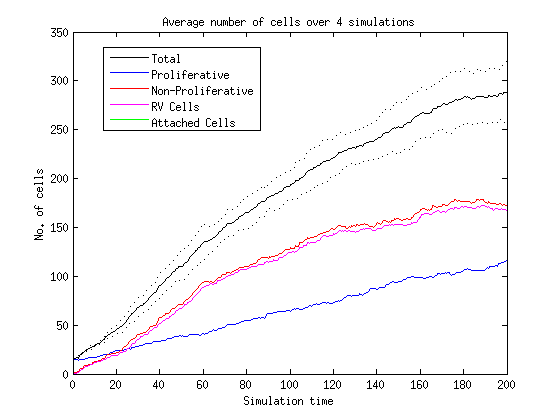 Average number of cells over 4 simulations
350
300
250
200
150
100
50
0
No. of cells
Total
Proliferative
Non-Proliferative
RV Cells
Attached Cells
0 20 40 60 80 100 120 140 160 180 200
Simulation time